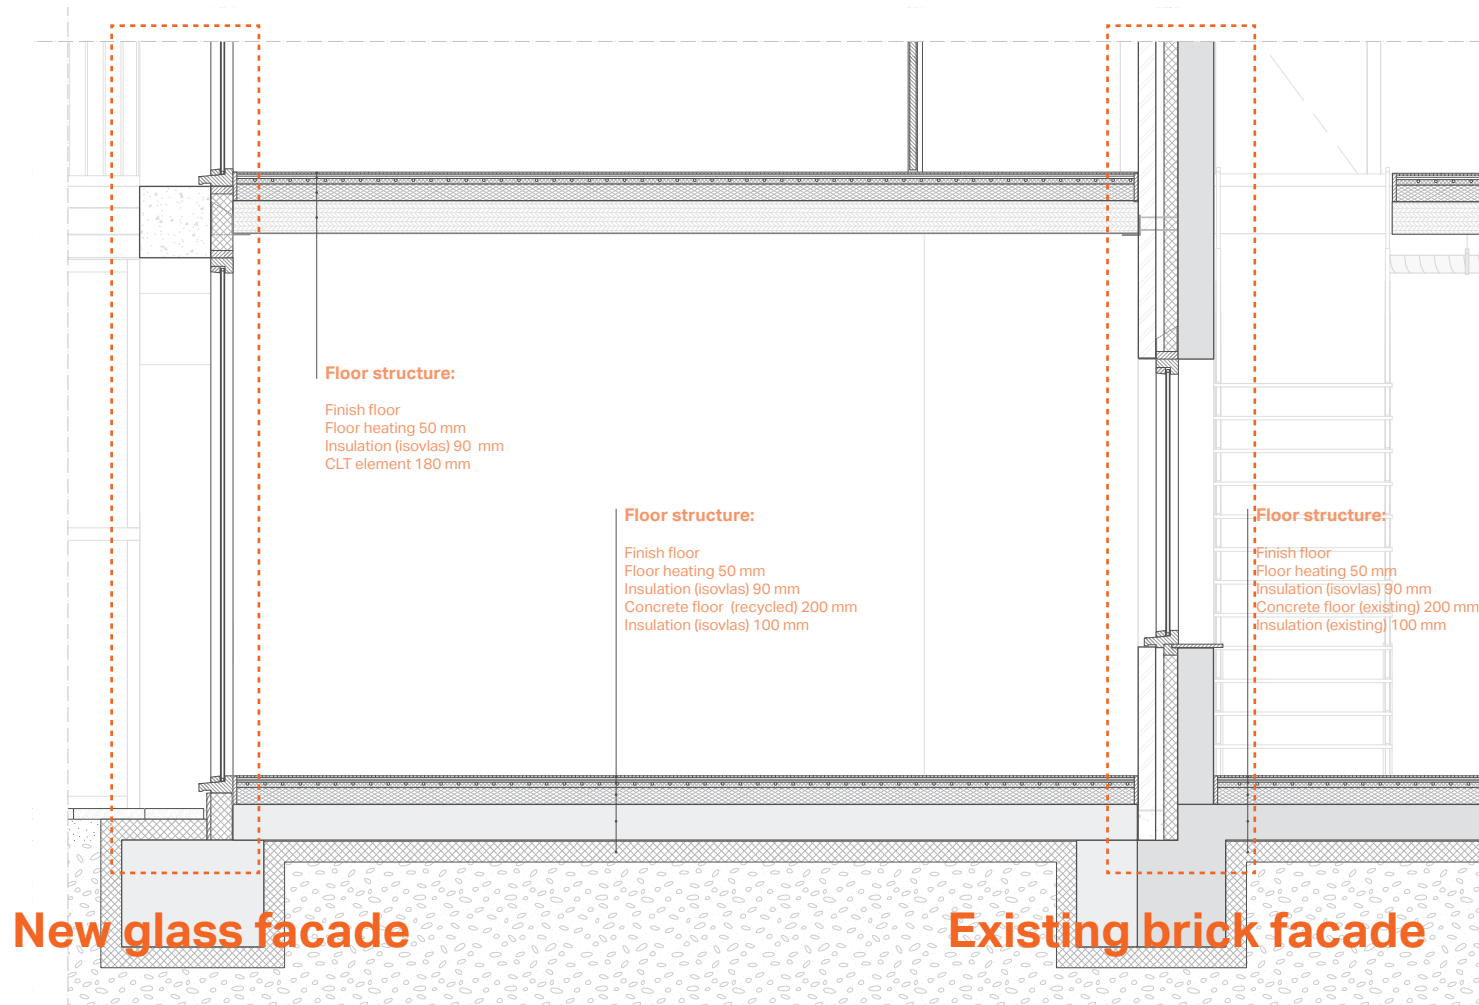 Floor structure:
Finish floor
Floor heating 50 mm
Insulation (isovlas) 90  mm
CLT element 180 mm
Floor structure:
Finish floor
Floor heating 50 mm
Insulation (isovlas) 90 mm
Concrete floor  (recycled) 200 mm
Insulation (isovlas) 100 mm
Floor structure:
Finish floor
Floor heating 50 mm
Insulation (isovlas) 90 mm
Concrete floor (existing) 200 mm
Insulation (existing) 100 mm
New glass facade
Existing brick facade